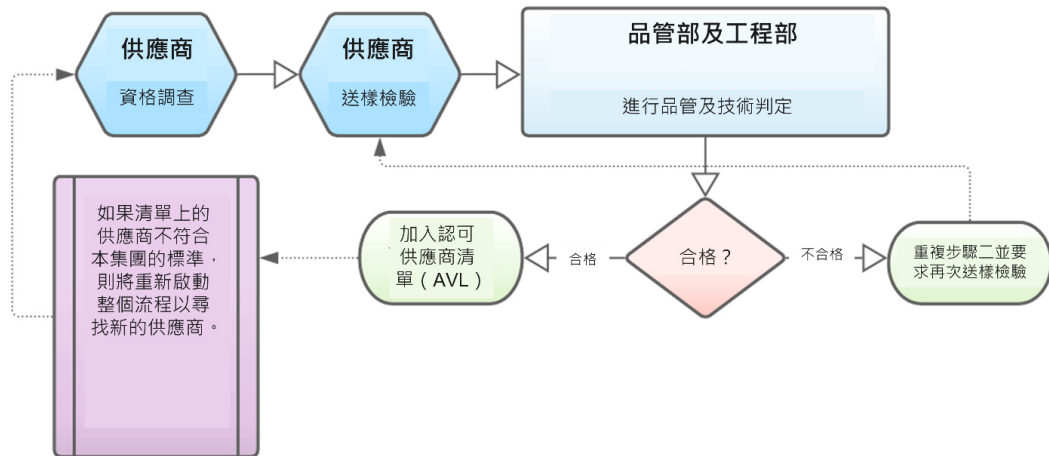 供應商
資格調查
供應商
送樣檢驗
品管部及工程部
進行品管及技術判定
如果清單上的
供應商不符合
本集團的標準，
則將重新啟動
整個流程以尋
找新的供應商。
加入認可
供應商清
單（AVL）
合格
合格？
不合格
重複步驟二並要
求再次送樣檢驗